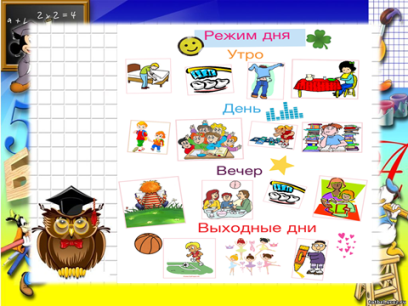 2 x 2 = 4
Режим дня
Утро
День
Вечер
Выходные дни